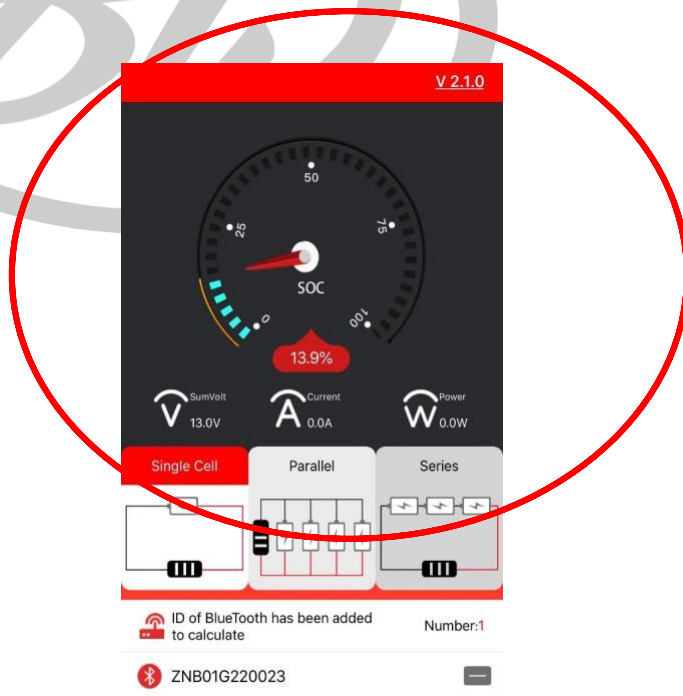 V 2.1.0
50
25
75
SOC
0
100
13.9%
SumVolt
V 13.0V
Current
A 0.0A
Power
W 0.0W
Single Cell
Parallel
Series
ID of BlueTooth has been added
to calculate
Number:1
ZNB01G220023